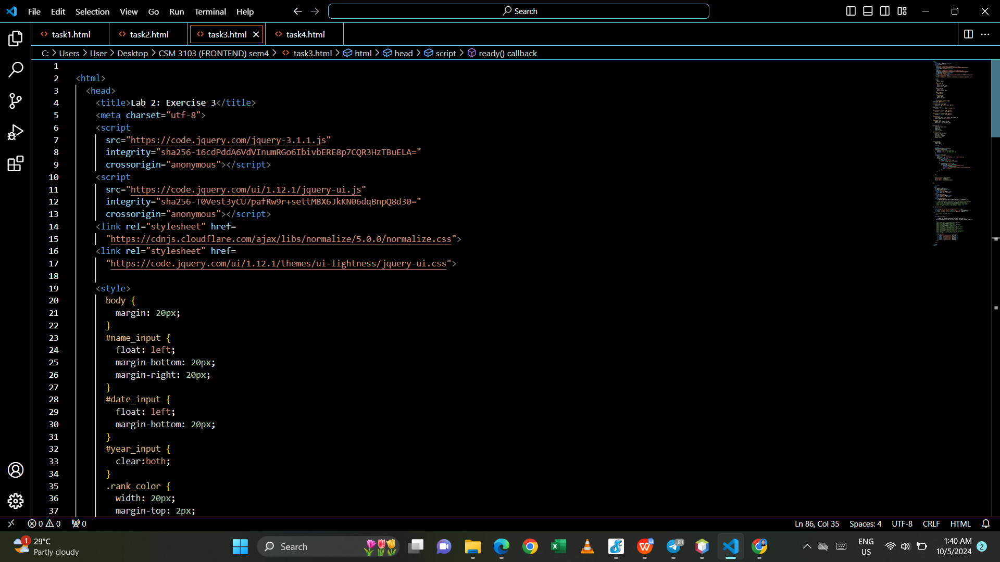 File Edit Selection View Go Run Terminal Help
Search
task1.html task2.html task3.html task4.html
C: > Users > User > Desktop > CSM 3103 (FRONTEND) sem4 > task3.html > html > head > script > ready() callback
1
2 <html>
3 <head>
4 <title>Lab 2: Exercise 3</title>
5 <meta charset="utf-8">
6 <script
7 src="https://code.jquery.com/jquery-3.1.1.js"
8 integrity="sha256-16cdPddA6VdVInumRGo6IbivbERE8p7CQR3HzTBuELA="
9 crossorigin="anonymous"></script>
10 <script
11 src="https://code.jquery.com/ui/1.12.1/jquery-ui.js"
12 integrity="sha256-T0Vest3yCU7pafRw9r+settMBX6JkKN06dqBnpQ8d30="
13 crossorigin="anonymous"></script>
14 <link rel="stylesheet" href=
15 "https://cdnjs.cloudflare.com/ajax/libs/normalize/5.0.0/normalize.css">
16 <link rel="stylesheet" href=
17 "https://code.jquery.com/ui/1.12.1/themes/ui-lightness/jquery-ui.css">
18
19 <style>
20 body {
21 margin: 20px;
22 }
23 #name_input {
24 float: left;
25 margin-bottom: 20px;
26 margin-right: 20px;
27 }
28 #date_input {
29 float: left;
30 margin-bottom: 20px;
31 }
32 #year_input {
33 clear:both;
34 }
35 .rank_color {
36 width: 20px;
37 margin-top: 2px;
0 0 0
Ln 86, Col 35 Spaces: 4 UTF-8 CRLF HTML
1 29°C
Partly cloudy
Search
81
ENG
US
1:40 AM
10/5/2024
2